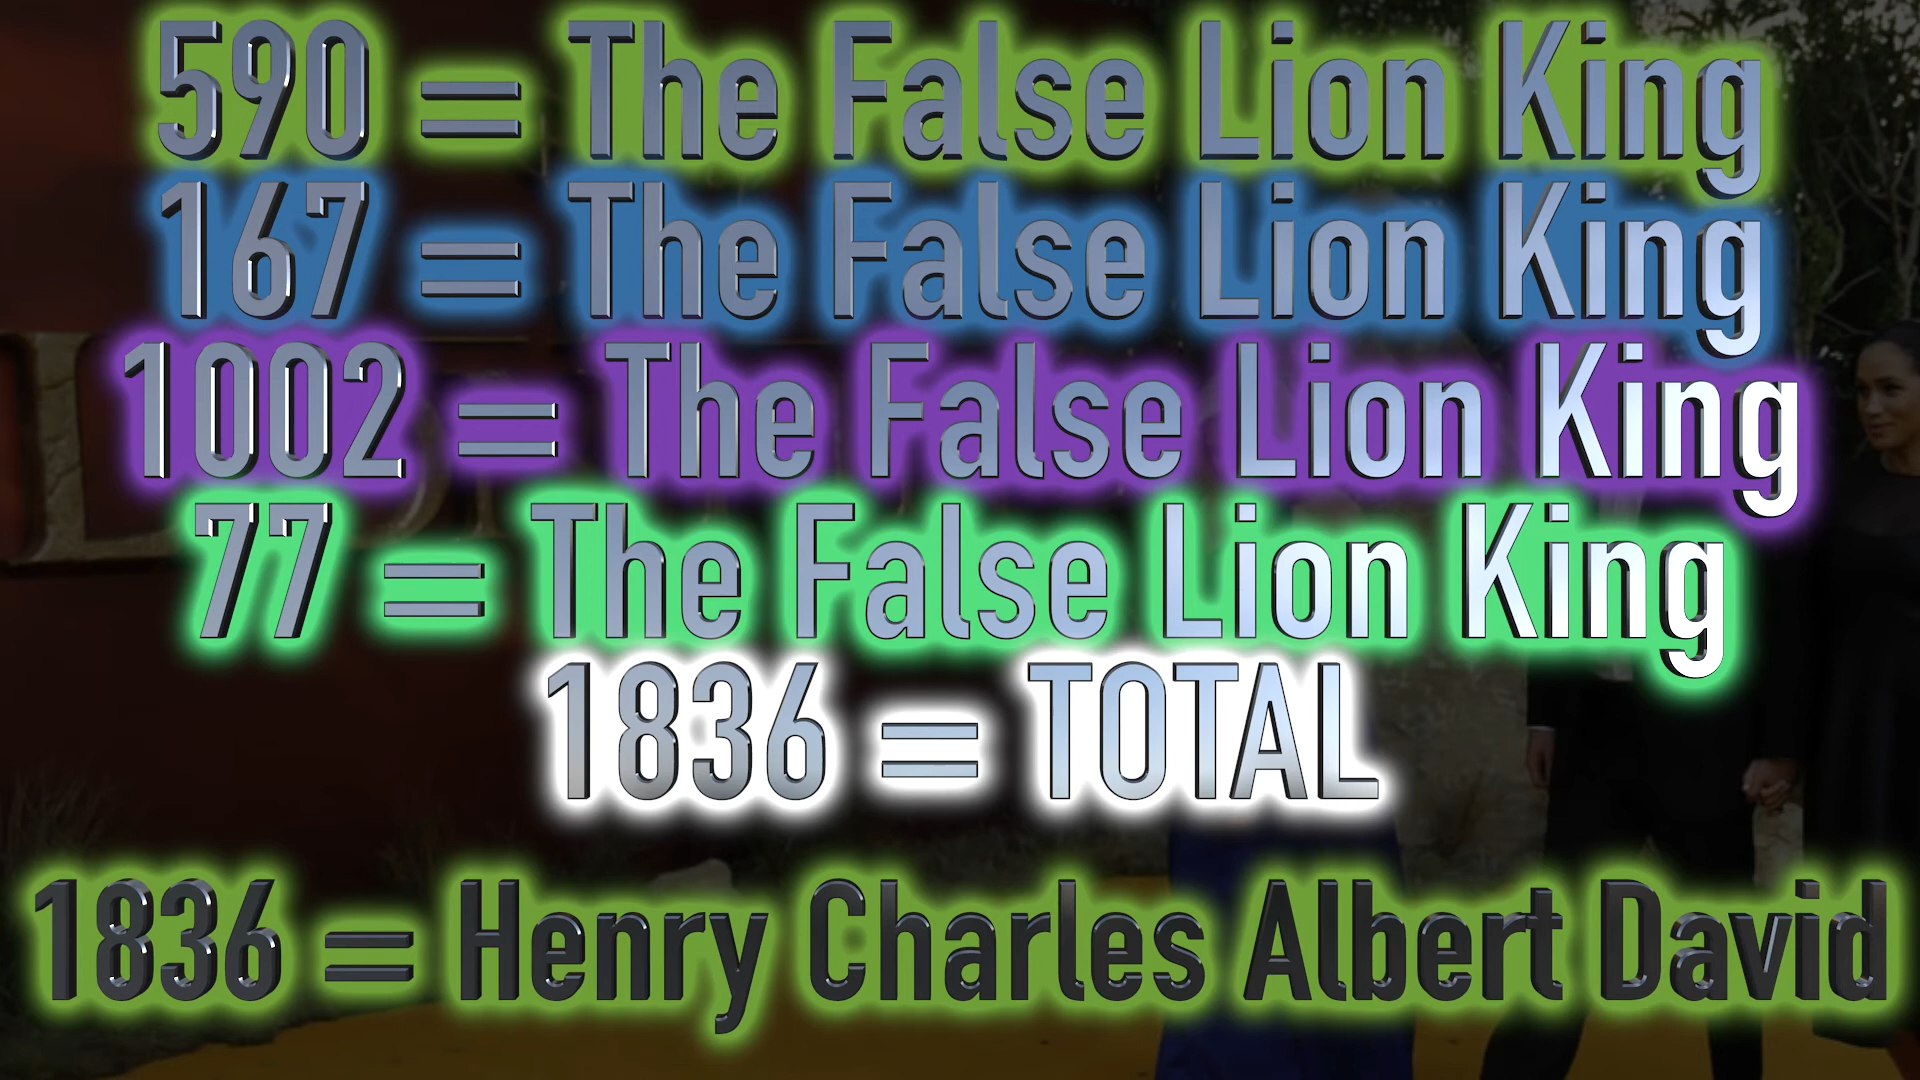 590 = The False Lion King
167 = The False Lion King
1002 = The False Lion King
77 = The False Lion King
1836 = TOTAL
1836 = Henry Charles Albert David